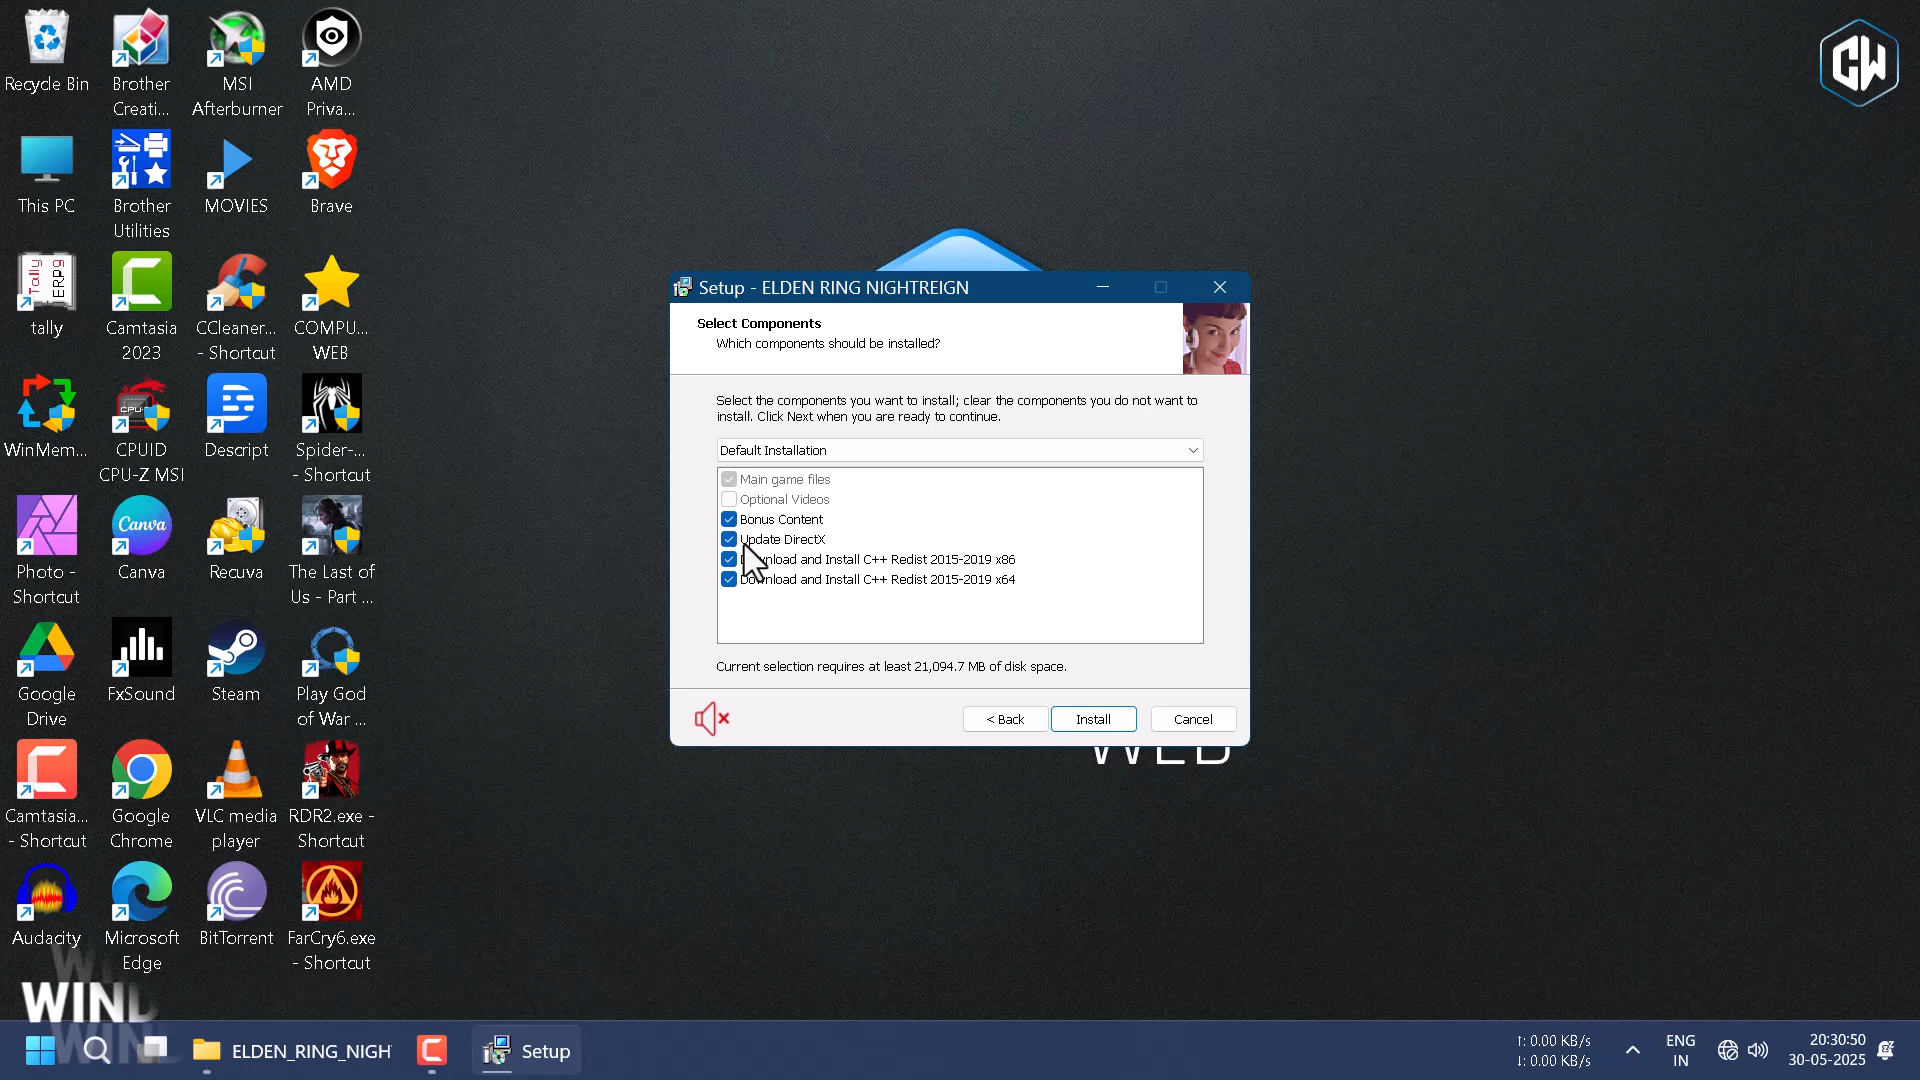 Recycle Bin
Brother
Creati...
MSI
Afterburner
AMD
Priva...
This PC
Brother
Utilities
MOVIES
Brave
Tally
ERP9
tally
Camtasia
2023
CCleaner...
- Shortcut
COMPU...
WEB
WinMem...
CPU-Z
CPUID
CPU-Z MSI
Descript
Spider-...
- Shortcut
Photo -
Shortcut
Canva
Canva
Recuva
The Last of
Us - Part ...
Google
Drive
FxSound
Steam
Play God
of War ...
Camtasia...
- Shortcut
Google
Chrome
VLC media
player
RDR2.exe -
Shortcut
Audacity
Microsoft
Edge
BitTorrent
FarCry6.exe
- Shortcut
CW
Setup - ELDEN RING NIGHTREIGN
Select Components
Which components should be installed?
Select the components you want to install; clear the components you do not want to
install. Click Next when you are ready to continue.
Default Installation
Main game files
Optional Videos
Bonus Content
Update DirectX
and Install C++ Redist 2015-2019 x86
Download and Install C++ Redist 2015-2019 x64
Current selection requires at least 21,094.7 MB of disk space.
< Back
Install
Cancel
WEB
ELDEN_RING_NIGH
Setup
↑: 0.00 KB/s
↓: 0.00 KB/s
ENG
IN
20:30:50
30-05-2025